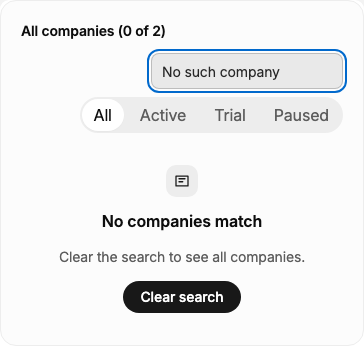 All companies (0 of 2)
No such company
All Active Trial Paused
No companies match
Clear the search to see all companies.
Clear search